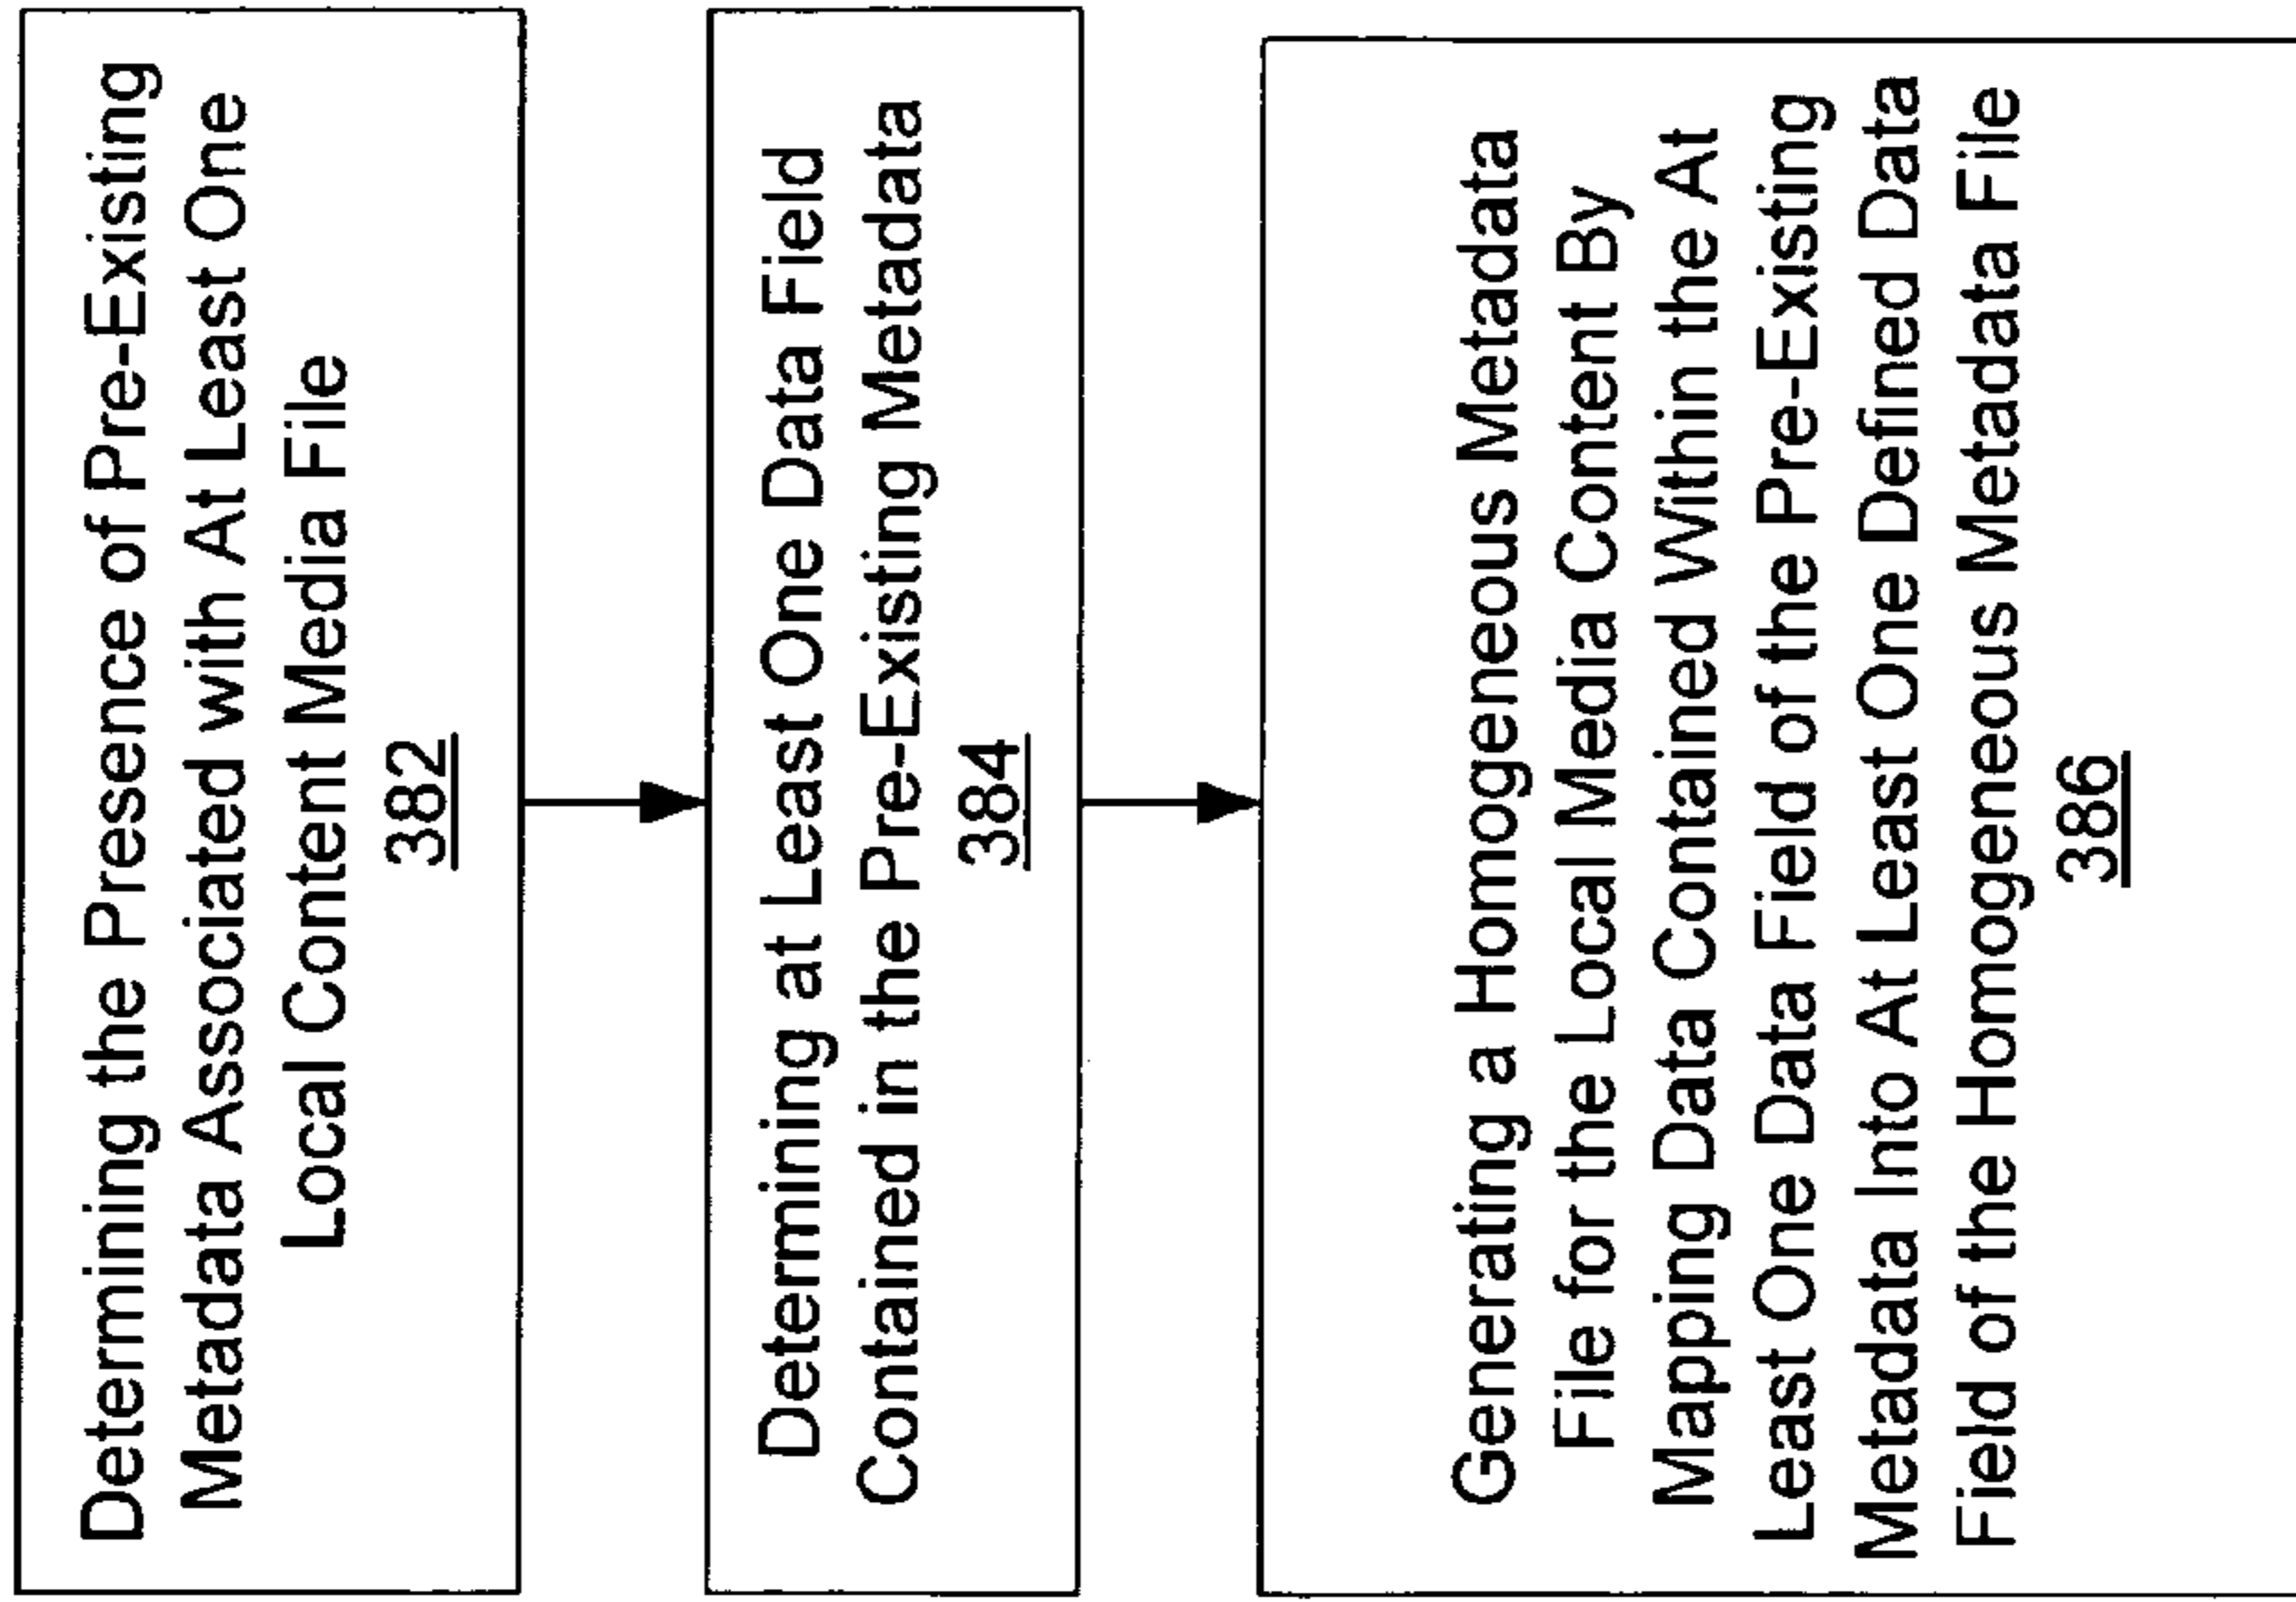 Determining the Presence of Pre-Existing
Metadata Associated with At Least One
Local Content Media File
382
Determining at Least One Data Field
Contained in the Pre-Existing Metadata
384
Generating a Homogeneous Metadata
File for the Local Media Content By
Mapping Data Contained Within the At
Least One Data Field of the Pre-Existing
Metadata Into At Least One Defined Data
Field of the Homogeneous Metadata File
386